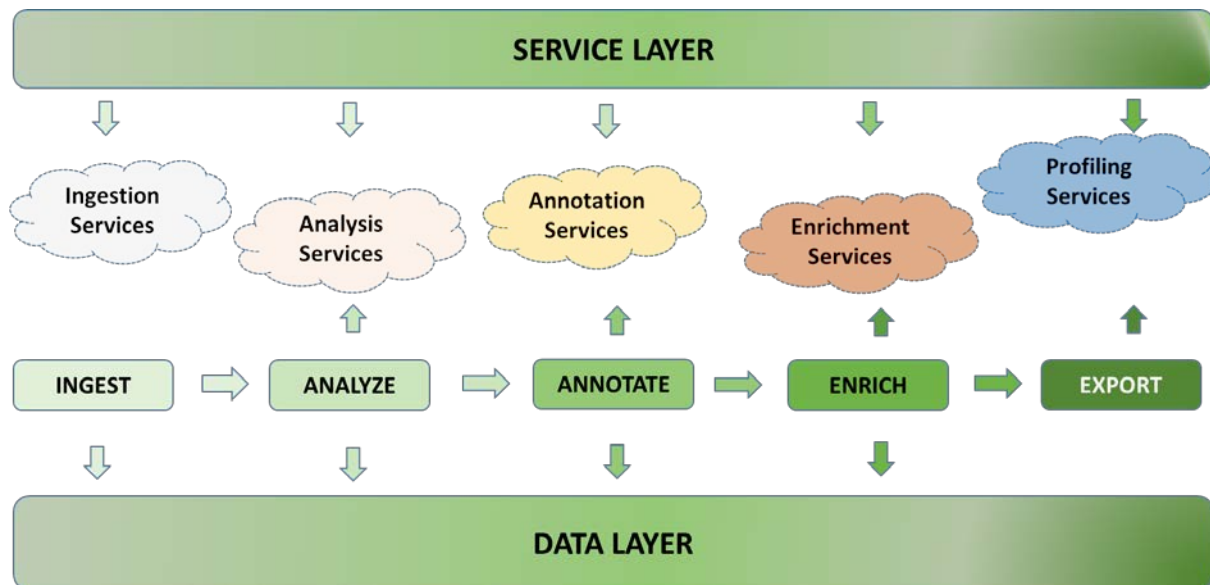 SERVICE LAYER
Ingestion
Services
Analysis
Services
Annotation
Services
Enrichment
Services
Profiling
Services
INGEST
ANALYZE
ANNOTATE
ENRICH
EXPORT
DATA LAYER